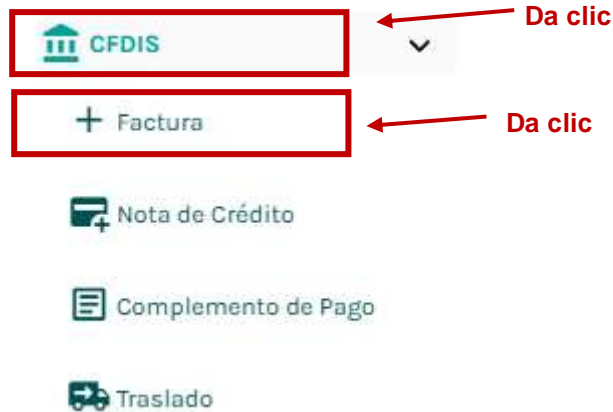 Da clic
CFDIS
Factura
Da clic
Nota de Crédito
Complemento de Pago
Traslado